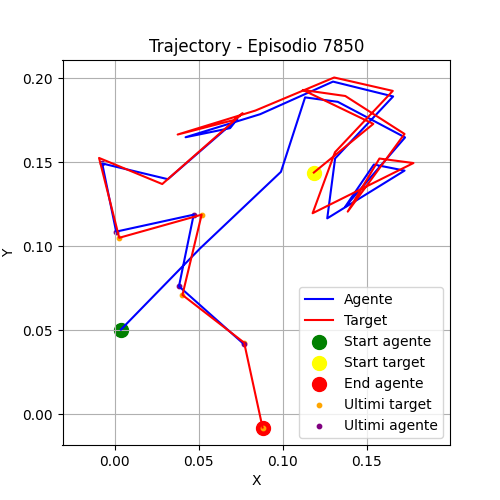 Trajectory - Episodio 7850
0.20
0.15
0.10
0.05
0.00
Y
0.00 0.05 0.10 0.15
X
Agente
Target
Start agente
Start target
End agente
Ultimi target
Ultimi agente